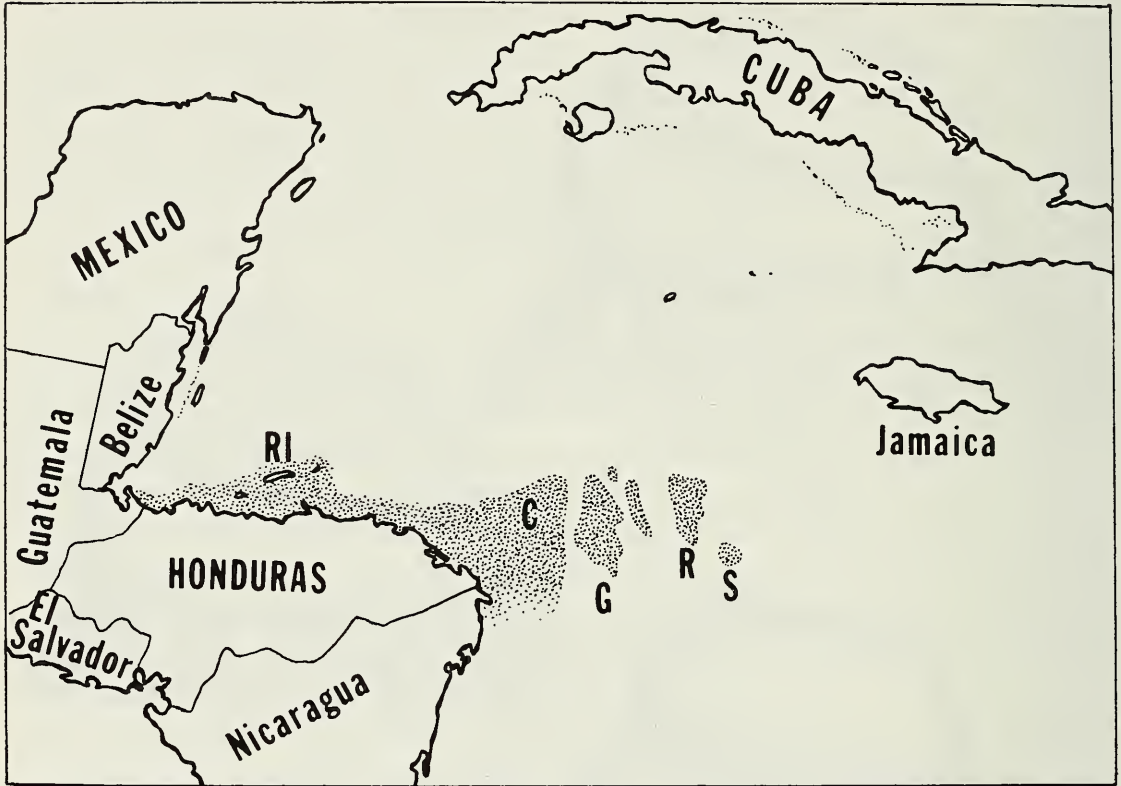 CUBA
MEXICO
Belize
Guatemala
Jamaica
RI
C
G
R
S
HONDURAS
El
Salvador
Nicaragua